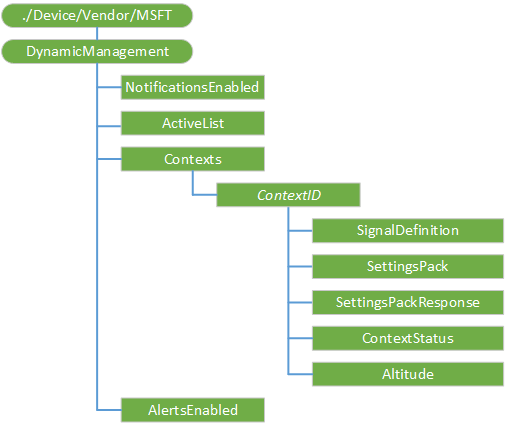 ./Device/Vendor/MSFT
DynamicManagement
NotificationsEnabled
ActiveList
Contexts
ContextID
SignalDefinition
SettingsPack
SettingsPackResponse
ContextStatus
Altitude
AlertsEnabled